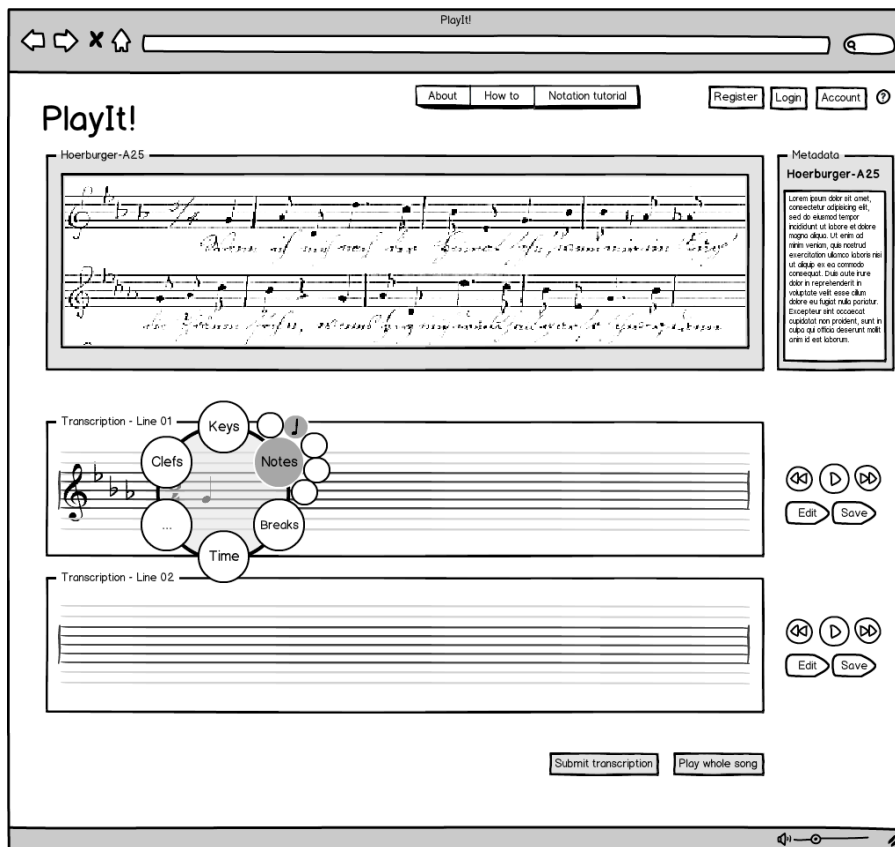 PlayIt!
About How to Notation tutorial
Register Login Account ?
PlayIt!
Hoerburger-A25
Metadata
Hoerburger-A25
Lorem ipsum dolor sit amet,
consectetur adipisicing elit,
sed do eiusmod tempor
incididunt ut labore et dolore
magna aliqua. Ut enim ad
minim veniam, quis nostrud
exercitation ullamco laboris nisi
ut aliquip ex ea commodo
consequat. Duis aute irure
dolor in reprehenderit in
voluptate velit esse cillum
dolore eu fugiat nulla pariatur.
Excepteur sint occaecat
cupidatat non proident, sunt in
culpa qui officia deserunt mollit
anim id est laborum.
Transcription - Line 01
Keys
Clefs
Notes
...
Breaks
Time
Edit Save
Transcription - Line 02
Edit Save
Submit transcription Play whole song